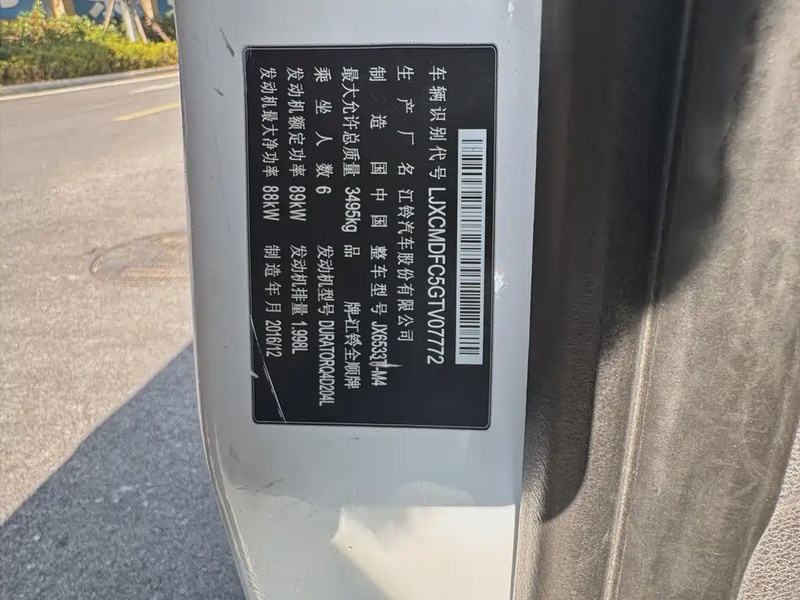 车辆识别代号 LJXCMDFC5GTV07772
生产厂名 江铃汽车股份有限公司
制造国 中国 整车型号 JX6533T-M4
最大允许总质量 3495kg 品牌 江铃全顺牌
乘坐人数 6 发动机型号 DURATORQ4D204L
发动机额定功率 89kW 发动机排量 1.998L
发动机最大净功率 88kW 制造年月 2016/12